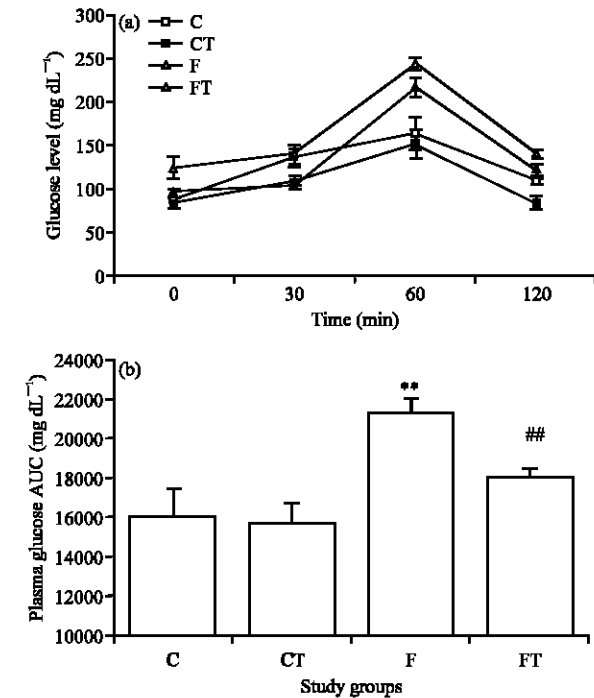 (a)
C
CT
F
FT
Glucose level (mg dL⁻¹)
300
250
200
150
100
50
0
0 30 60 120
Time (min)
(b)
Plasma glucose AUC (mg dL⁻¹)
24000
22000
20000
18000
16000
14000
12000
10000
**
##
C CT F FT
Study groups